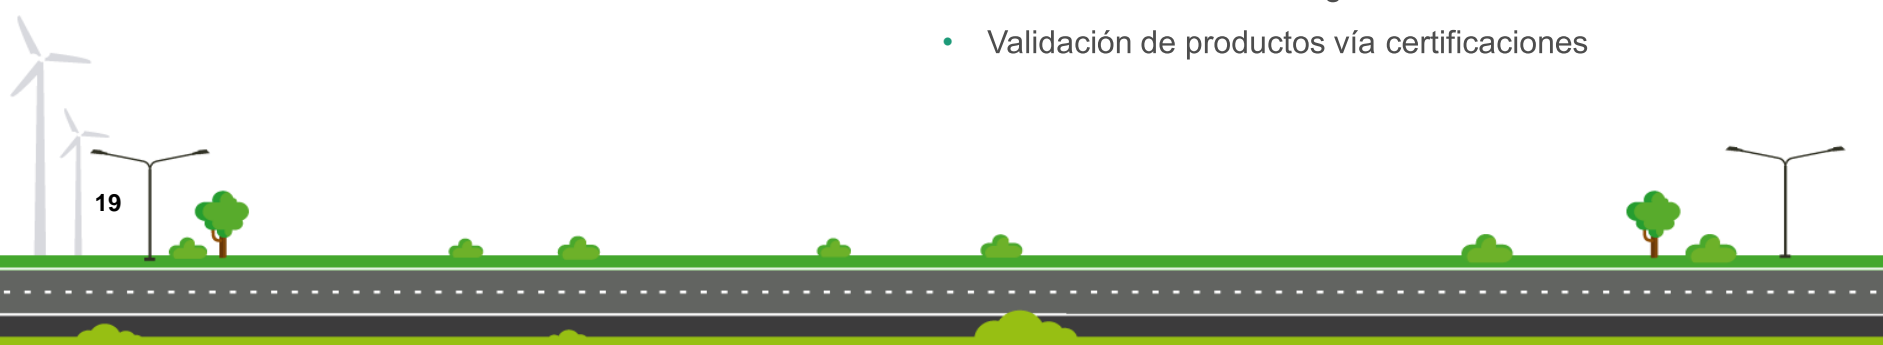 • Validación de productos vía certificaciones
19